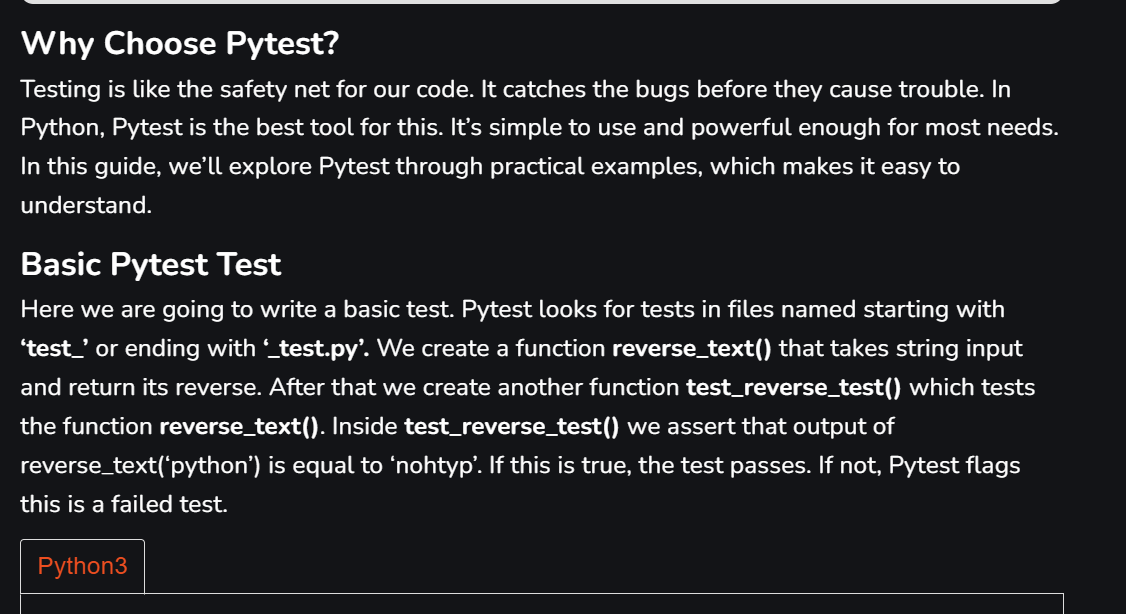 Why Choose Pytest?
Testing is like the safety net for our code. It catches the bugs before they cause trouble. In
Python, Pytest is the best tool for this. It’s simple to use and powerful enough for most needs.
In this guide, we’ll explore Pytest through practical examples, which makes it easy to
understand.
Basic Pytest Test
Here we are going to write a basic test. Pytest looks for tests in files named starting with
‘test_’ or ending with ‘_test.py’. We create a function reverse_text() that takes string input
and return its reverse. After that we create another function test_reverse_test() which tests
the function reverse_text(). Inside test_reverse_test() we assert that output of
reverse_text(‘python’) is equal to ‘nohtyp’. If this is true, the test passes. If not, Pytest flags
this is a failed test.
Python3